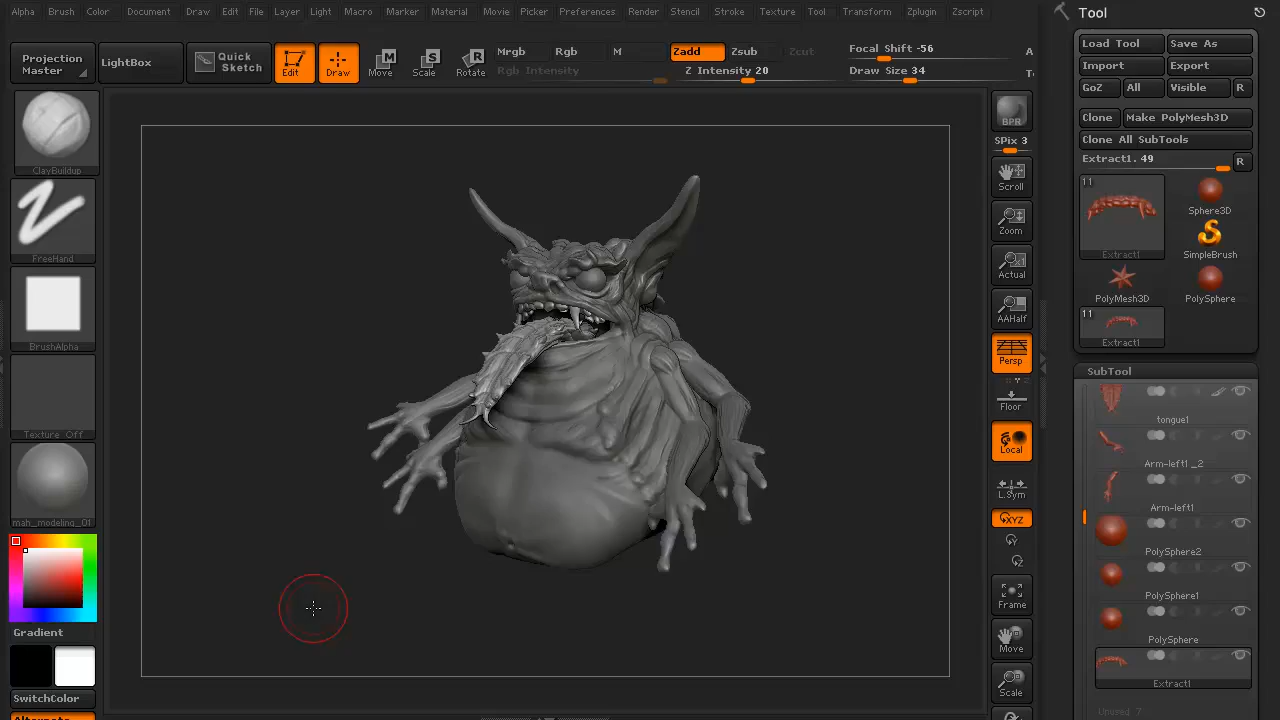 Alpha Brush Color Document Draw Edit File Layer Light Macro Marker Material Movie Picker Preferences Render Stencil Stroke Texture Tool Transform Zplugin Zscript
Projection Master
LightBox
Quick Sketch
Edit
Draw
Move
Scale
Rotate
Mrgb Rgb M Zadd Zsub Zcut
Rgb Intensity Z Intensity 20
Focal Shift -56
Draw Size 34
A
ClayBuildup
FreeHand
BrushAlpha
Texture Off
mah_modeling_01
Gradient
SwitchColor
Alternate
BPR
SPix 3
Scroll
Zoom
Actual
AAHalf
Persp
Floor
Local
L.Sym
XYZ
Frame
Move
Scale
Tool
Load Tool Save As
Import Export
GoZ All Visible R
Clone Make PolyMesh3D
Clone All SubTools
Extract1. 49 R
11
Extract1
Sphere3D
SimpleBrush
PolyMesh3D
PolySphere
11
Extract1
SubTool
tongue1
Arm-left1 _2
Arm-left1
PolySphere2
PolySphere1
PolySphere
Extract1
Unused 7